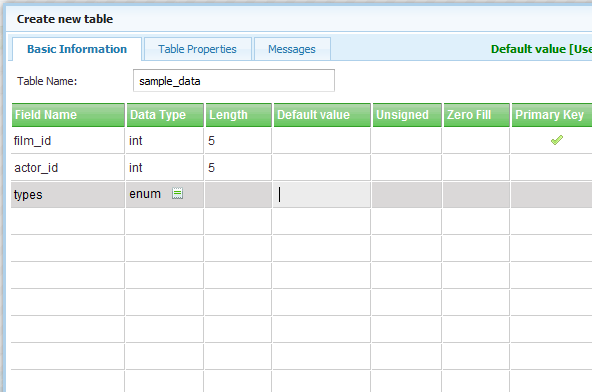 Create new table
Basic Information Table Properties Messages Default value [Use
Table Name: sample_data
Field Name Data Type Length Default value Unsigned Zero Fill Primary Key
film_id int 5
actor_id int 5
types enum